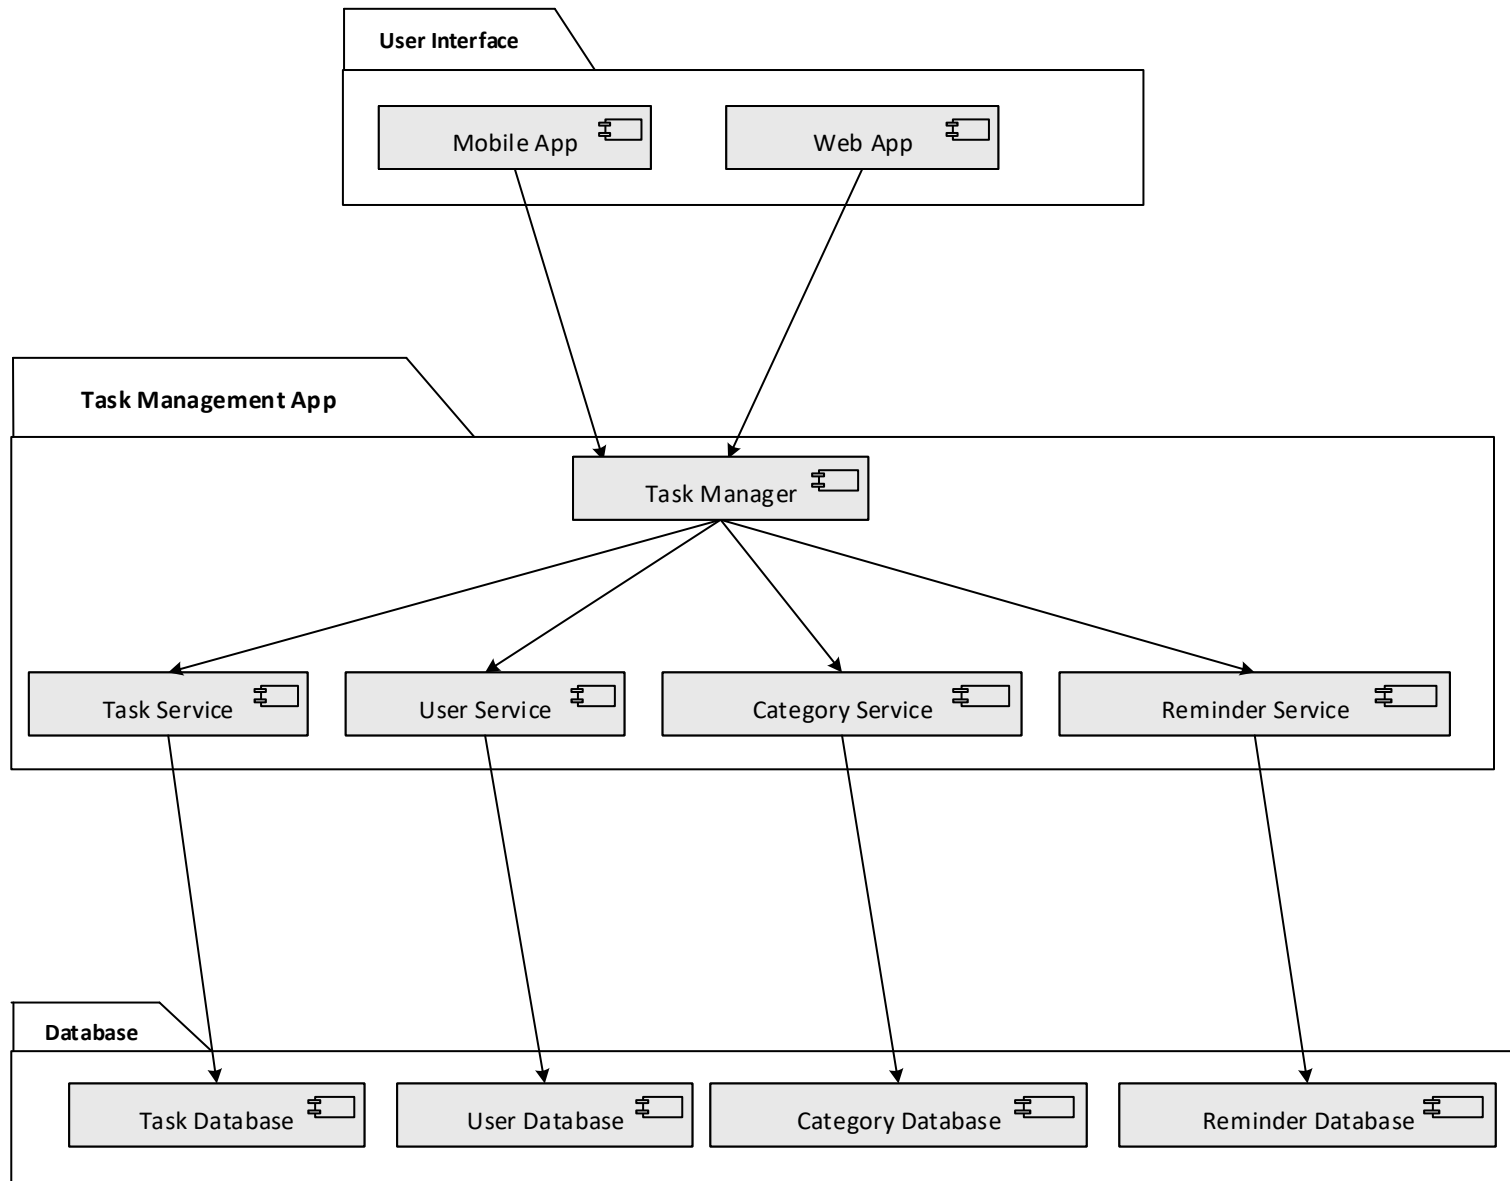 User Interface
Mobile App
Web App
Task Management App
Task Manager
Task Service
User Service
Category Service
Reminder Service
Database
Task Database
User Database
Category Database
Reminder Database